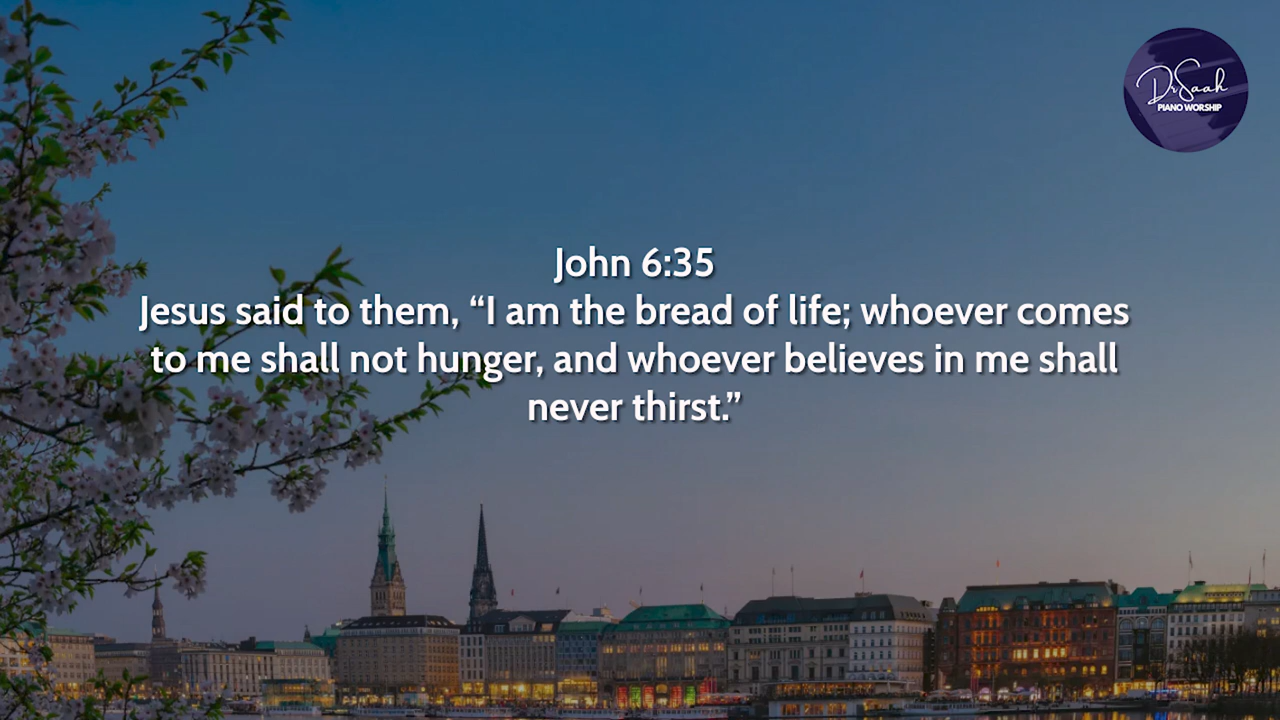 DrSaah
PIANO WORSHIP
John 6:35
Jesus said to them, “I am the bread of life; whoever comes
to me shall not hunger, and whoever believes in me shall
never thirst.”